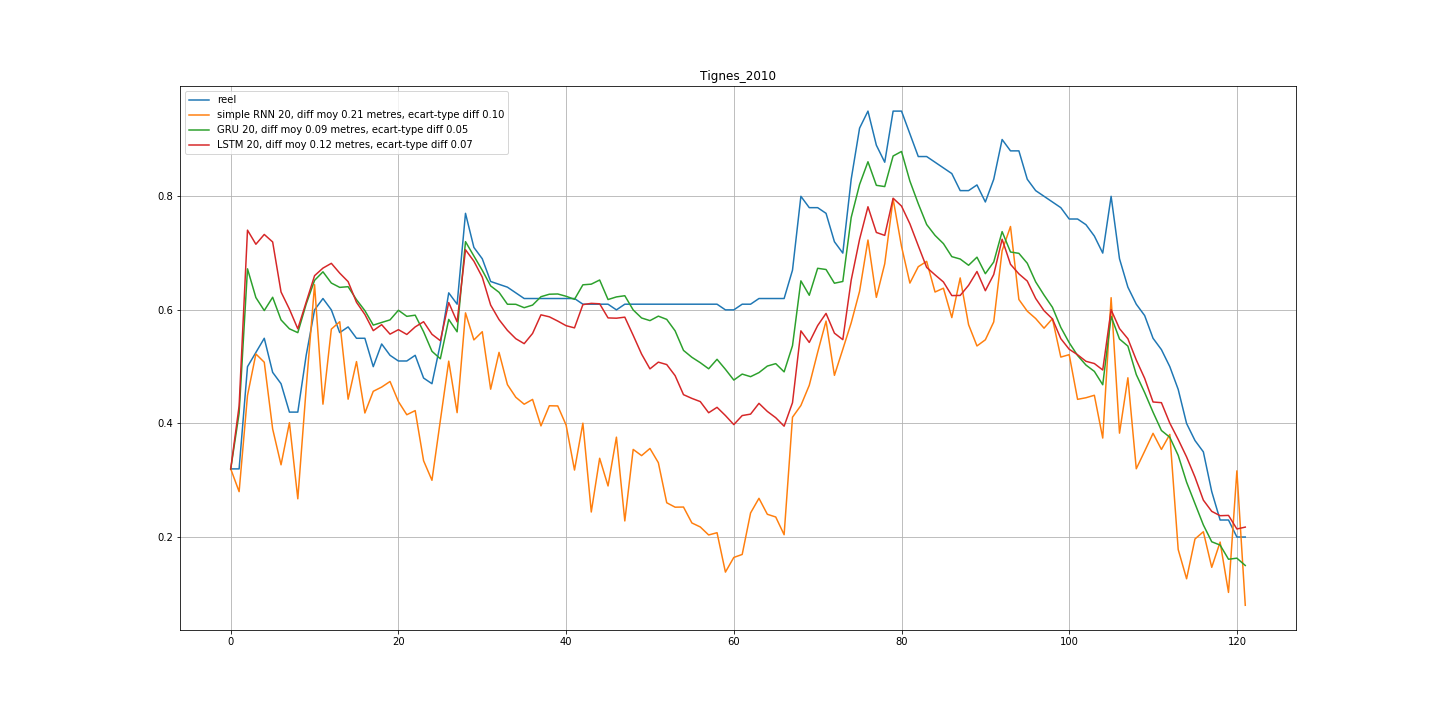 Tignes_2010
reel
simple RNN 20, diff moy 0.21 metres, ecart-type diff 0.10
GRU 20, diff moy 0.09 metres, ecart-type diff 0.05
LSTM 20, diff moy 0.12 metres, ecart-type diff 0.07
0.8
0.6
0.4
0.2
0 20 40 60 80 100 120